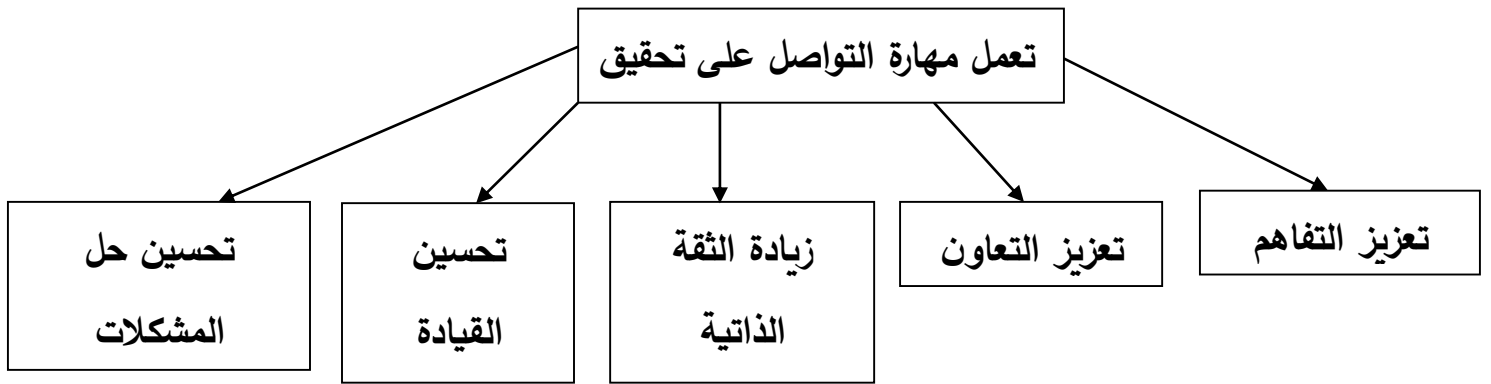 تعمل مهارة التواصل على تحقيق
تعزيز التفاهم
تعزيز التعاون
زيادة الثقة
الذاتية
تحسين
القيادة
تحسين حل
المشكلات